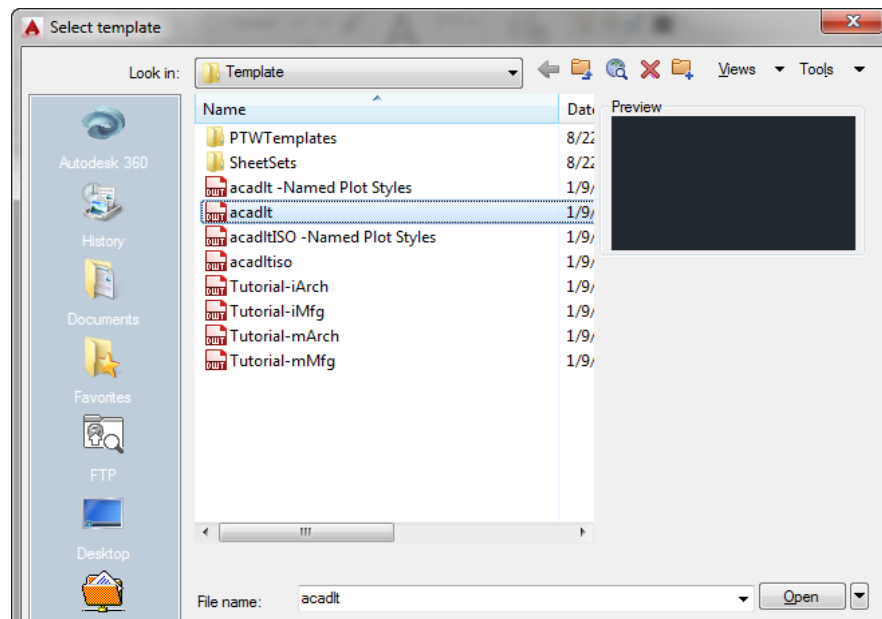 Select template
Look in:
Template
Views
Tools
Name
Date
Preview
PTWTemplates
8/22
SheetSets
8/22
acadlt -Named Plot Styles
1/9/
acadlt
1/9/
acadltISO -Named Plot Styles
1/9/
acadltiso
1/9/
Tutorial-iArch
1/9/
Tutorial-iMfg
1/9/
Tutorial-mArch
1/9/
Tutorial-mMfg
1/9/
Autodesk 360
History
Documents
Favorites
FTP
Desktop
File name:
acadlt
Open